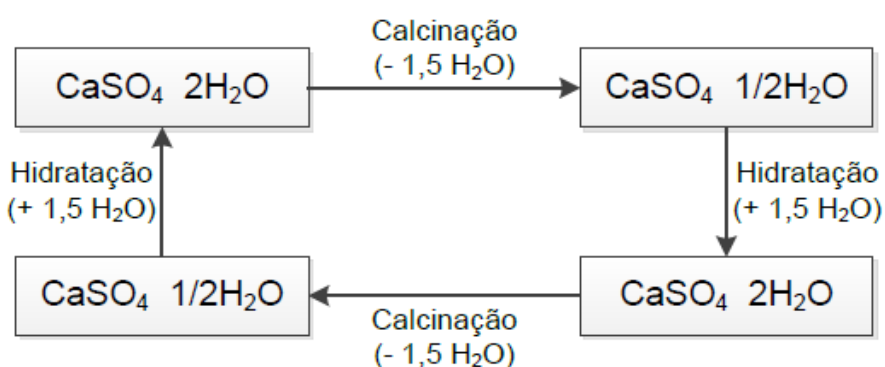 Calcinação
(- 1,5 H₂O)
CaSO₄ 2H₂O
CaSO₄ 1/2H₂O
Hidratação
(+ 1,5 H₂O)
Hidratação
(+ 1,5 H₂O)
CaSO₄ 1/2H₂O
CaSO₄ 2H₂O
Calcinação
(- 1,5 H₂O)